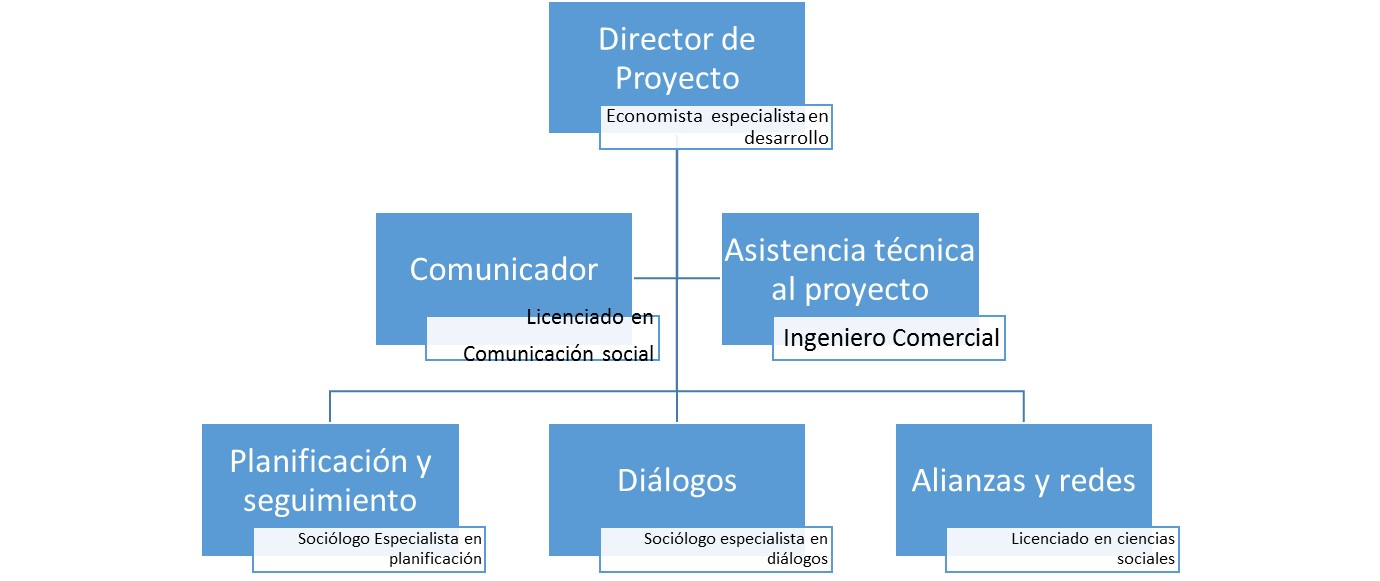 Director de
Proyecto
Economista especialista en
desarrollo
Comunicador
Licenciado en
Comunicación social
Asistencia técnica
al proyecto
Ingeniero Comercial
Planificación y
seguimiento
Sociólogo Especialista en
planificación
Diálogos
Sociólogo especialista en
diálogos
Alianzas y redes
Licenciado en ciencias
sociales